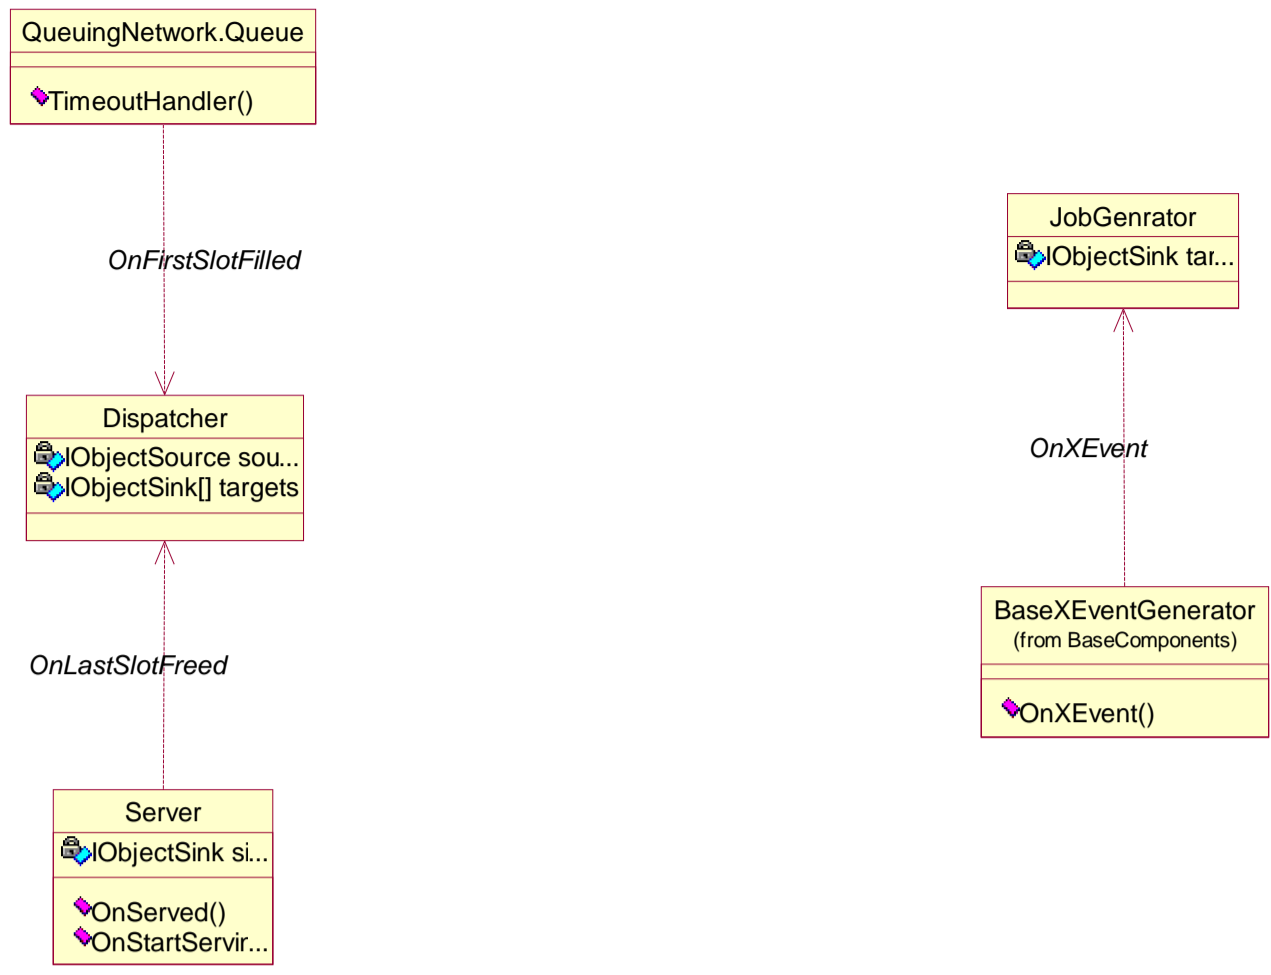 QueuingNetwork.Queue
TimeoutHandler()
OnFirstSlotFilled
Dispatcher
IObjectSource sou...
IObjectSink[] targets
OnLastSlotFreed
Server
IObjectSink si...
OnServed()
OnStartServir...
JobGenrator
IObjectSink tar...
OnXEvent
BaseXEventGenerator
(from BaseComponents)
OnXEvent()